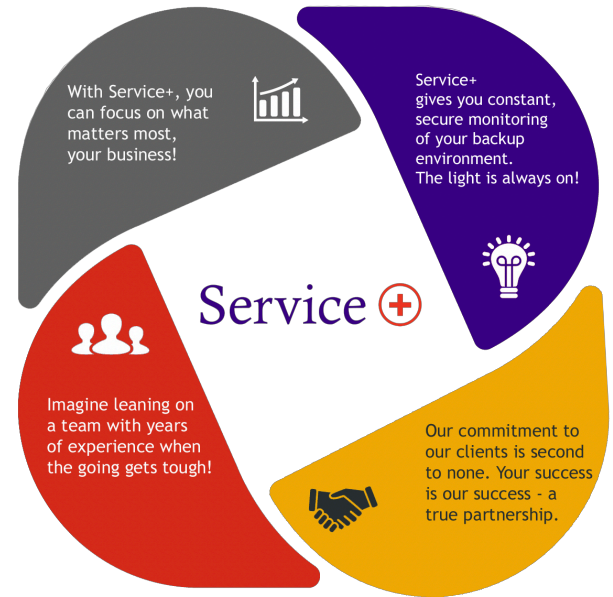 With Service+, you
can focus on what
matters most,
your business!
Service+
gives you constant,
secure monitoring
of your backup
environment.
The light is always on!
Service +
Imagine leaning on
a team with years
of experience when
the going gets tough!
Our commitment to
our clients is second
to none. Your success
is our success - a
true partnership.